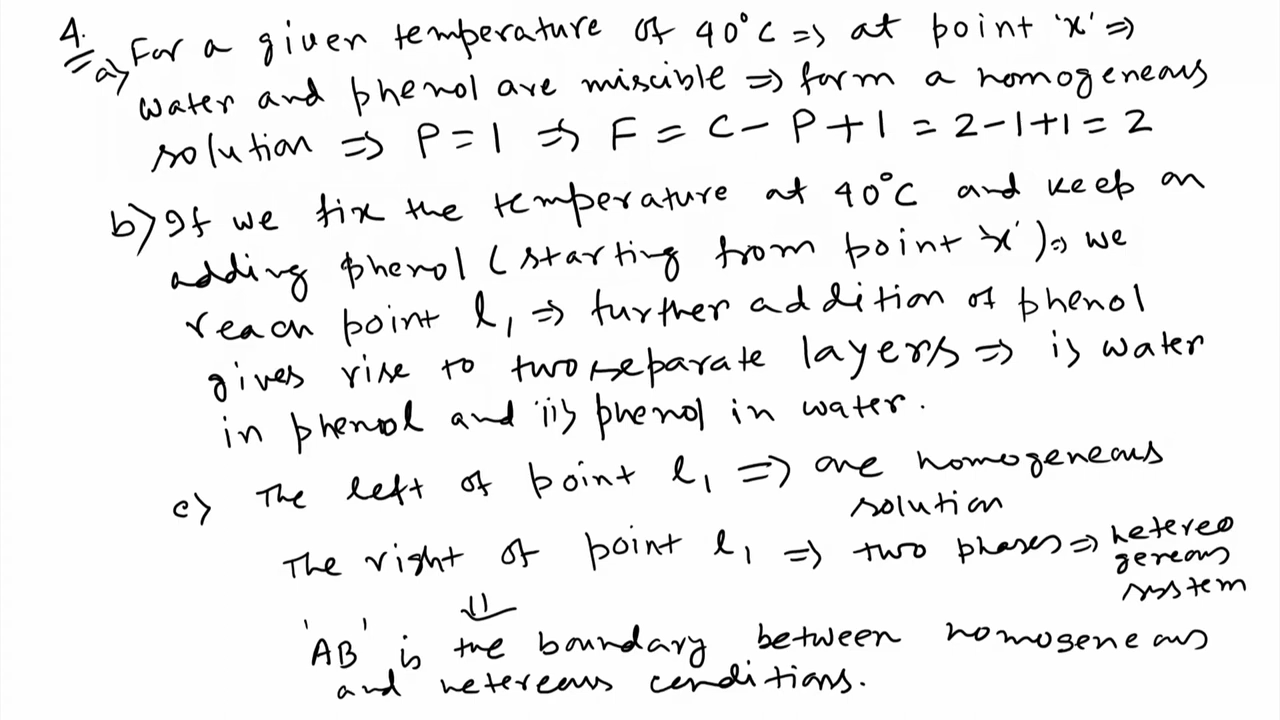 4.
a) For a given temperature of 40°C ⇒ at point 'x' ⇒
water and phenol are miscible ⇒ form a homogeneous
solution ⇒ P = 1 ⇒ F = C - P + 1 = 2 - 1 + 1 = 2
b) If we fix the temperature at 40°C and keep on
adding phenol (starting from point 'x') ⇒ we
reach point l₁ ⇒ further addition of phenol
gives rise to two separate layers ⇒ i) water
in phenol and ii) phenol in water.
c) The left of point l₁ ⇒ one homogeneous
solution
The right of point l₁ ⇒ two phases ⇒ hetereo
geneous
system
⇓
'AB' is the boundary between homogeneous
and hetereous conditions.